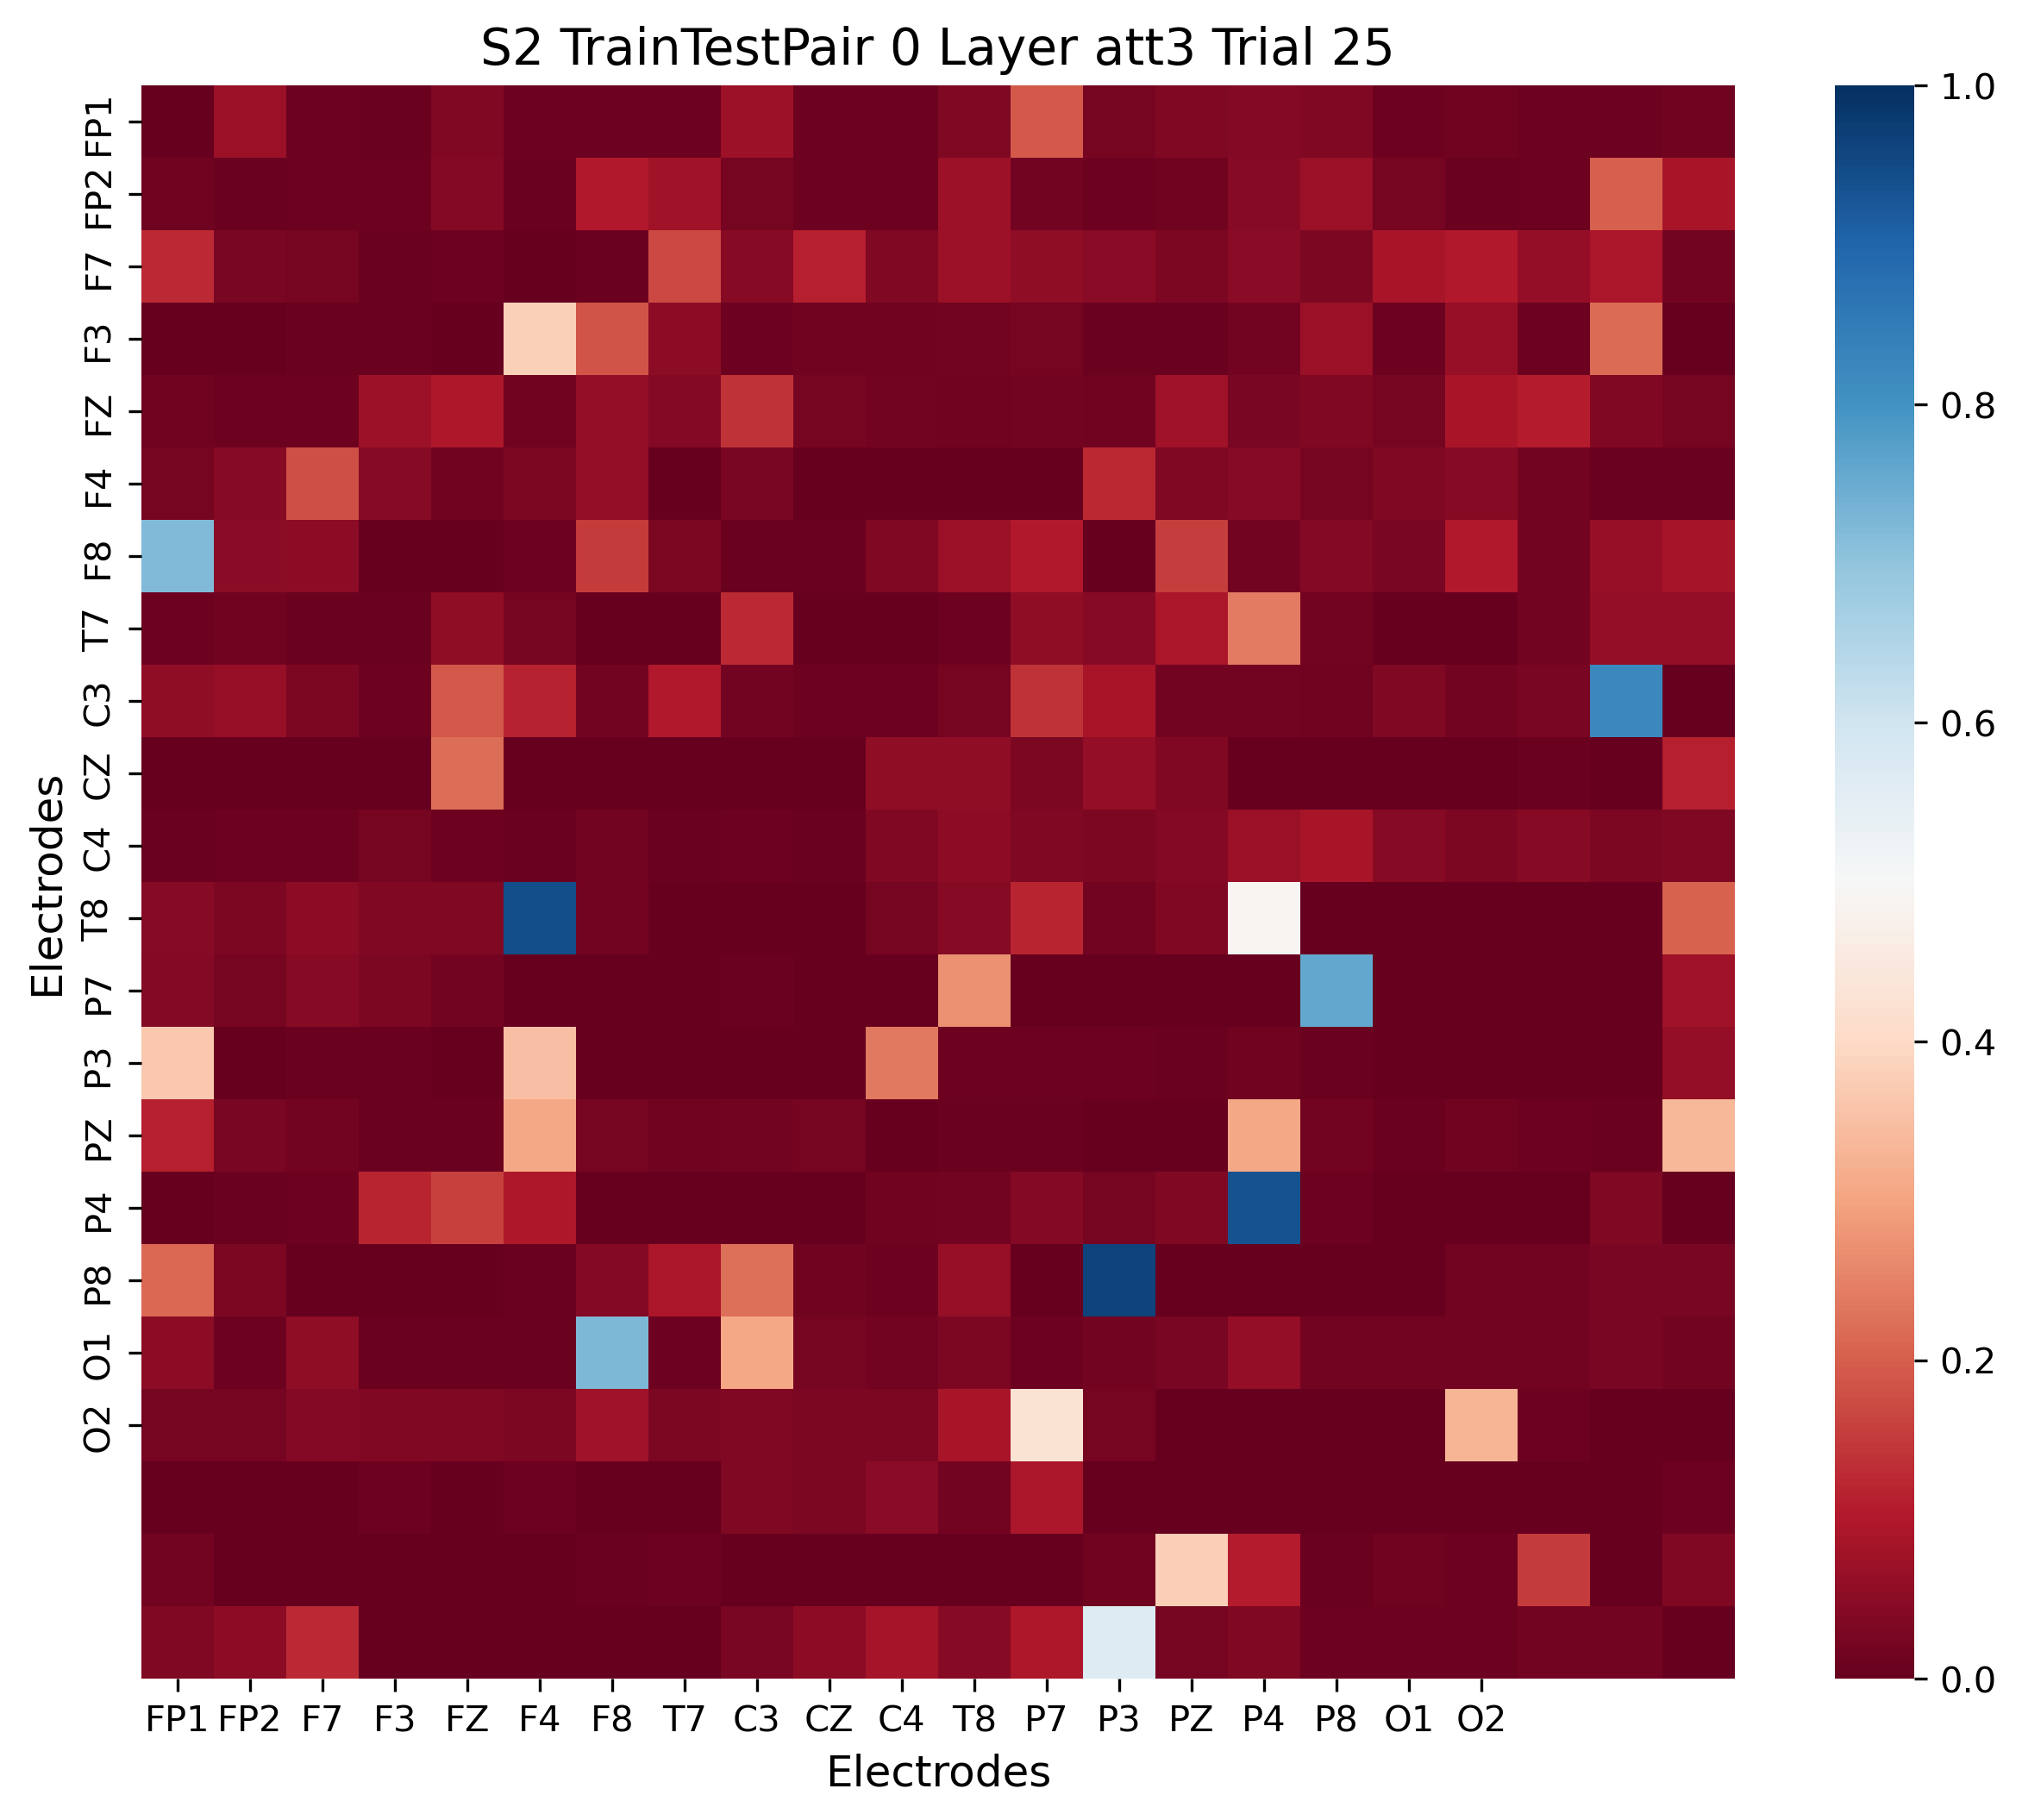 S2 TrainTestPair 0 Layer att3 Trial 25
Electrodes
FP1
FP2
F7
F3
FZ
F4
F8
T7
C3
CZ
C4
T8
P7
P3
PZ
P4
P8
O1
O2
FP1 FP2 F7 F3 FZ F4 F8 T7 C3 CZ C4 T8 P7 P3 PZ P4 P8 O1 O2
Electrodes
1.0
0.8
0.6
0.4
0.2
0.0